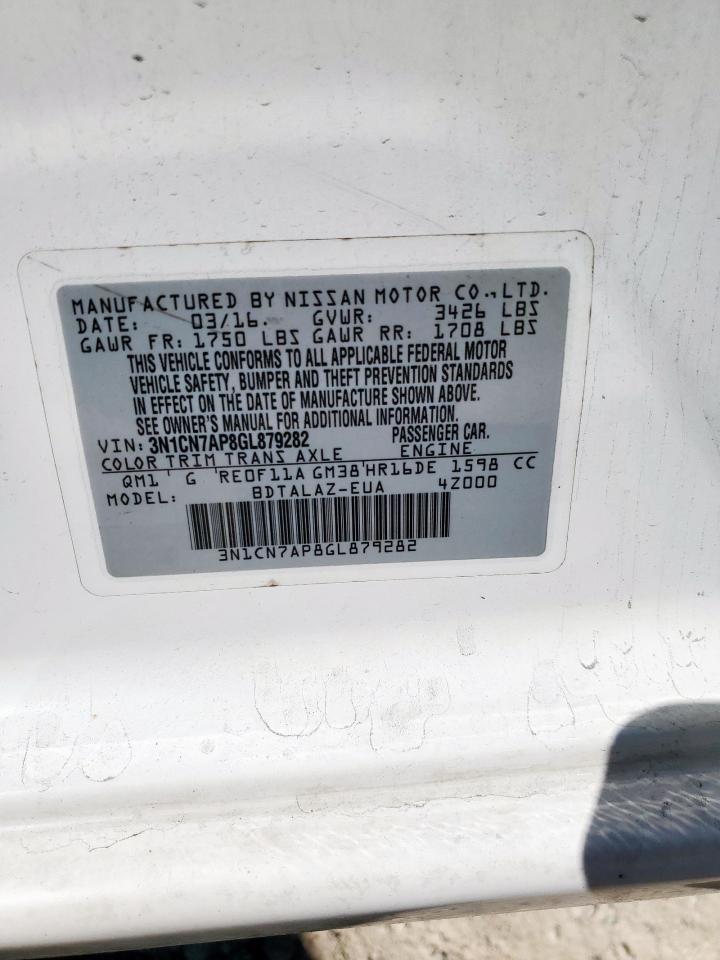 MANUFACTURED BY NISSAN MOTOR CO., LTD.
DATE: 03/16. GVWR: 3426 LBS
GAWR FR: 1750 LBS GAWR RR: 1708 LBS
THIS VEHICLE CONFORMS TO ALL APPLICABLE FEDERAL MOTOR
VEHICLE SAFETY, BUMPER AND THEFT PREVENTION STANDARDS
IN EFFECT ON THE DATE OF MANUFACTURE SHOWN ABOVE.
SEE OWNER'S MANUAL FOR ADDITIONAL INFORMATION.
VIN: 3N1CN7AP8GL879282 PASSENGER CAR.
COLOR TRIM TRANS AXLE ENGINE
QM1 G RE0F11A GM38 HR16DE 1598 CC
MODEL: BDTALAZ-EUA 4Z000
3N1CN7AP8GL879282